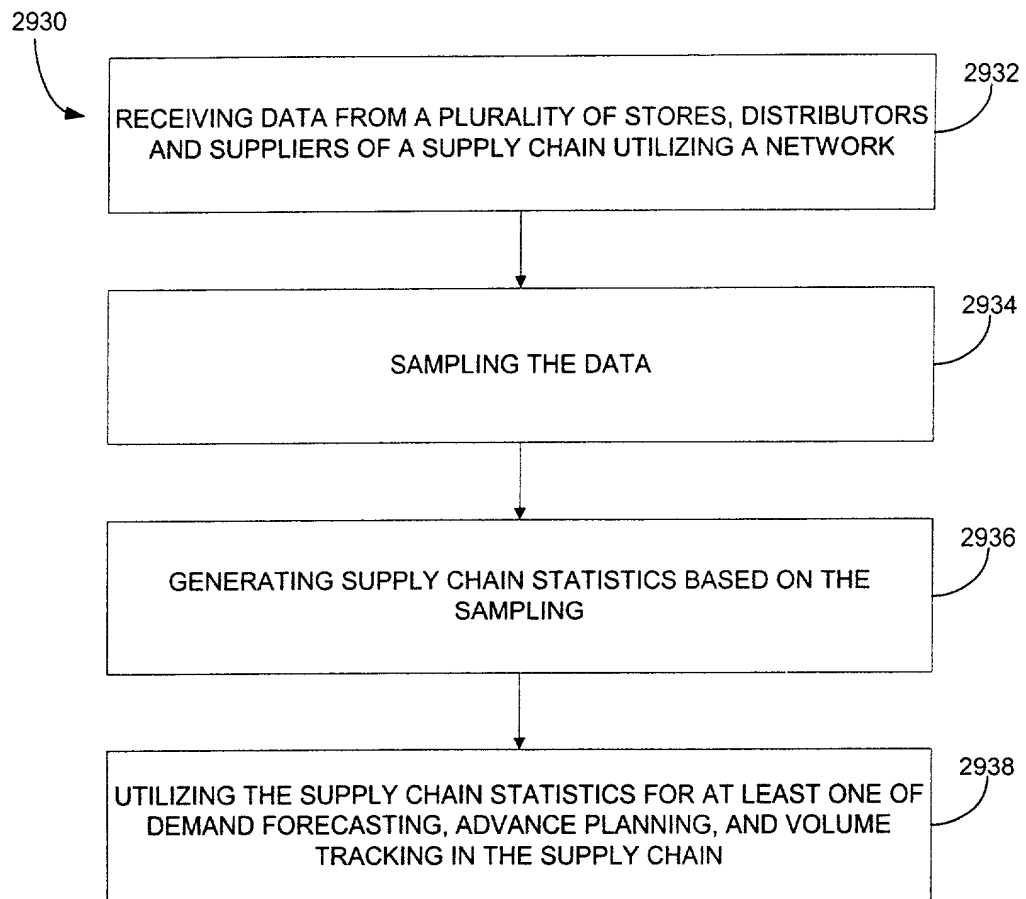 2930
2932
RECEIVING DATA FROM A PLURALITY OF STORES, DISTRIBUTORS
AND SUPPLIERS OF A SUPPLY CHAIN UTILIZING A NETWORK
2934
SAMPLING THE DATA
2936
GENERATING SUPPLY CHAIN STATISTICS BASED ON THE
SAMPLING
2938
UTILIZING THE SUPPLY CHAIN STATISTICS FOR AT LEAST ONE OF
DEMAND FORECASTING, ADVANCE PLANNING, AND VOLUME
TRACKING IN THE SUPPLY CHAIN